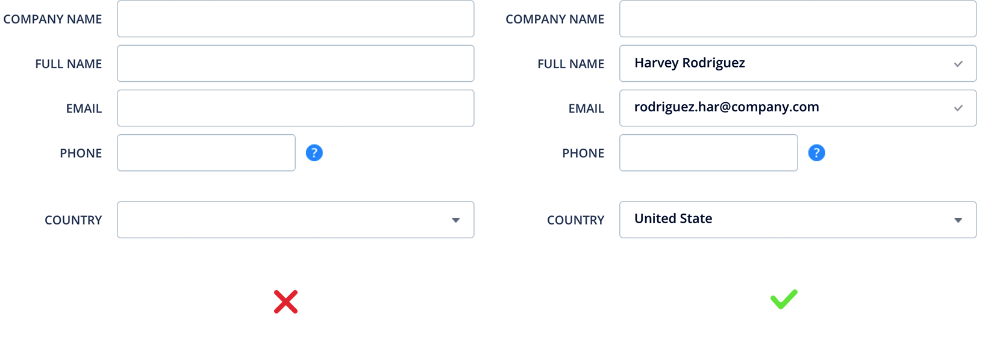 COMPANY NAME
FULL NAME
EMAIL
PHONE
?
COUNTRY
COMPANY NAME
FULL NAME
Harvey Rodriguez
EMAIL
rodriguez.har@company.com
PHONE
?
COUNTRY
United State